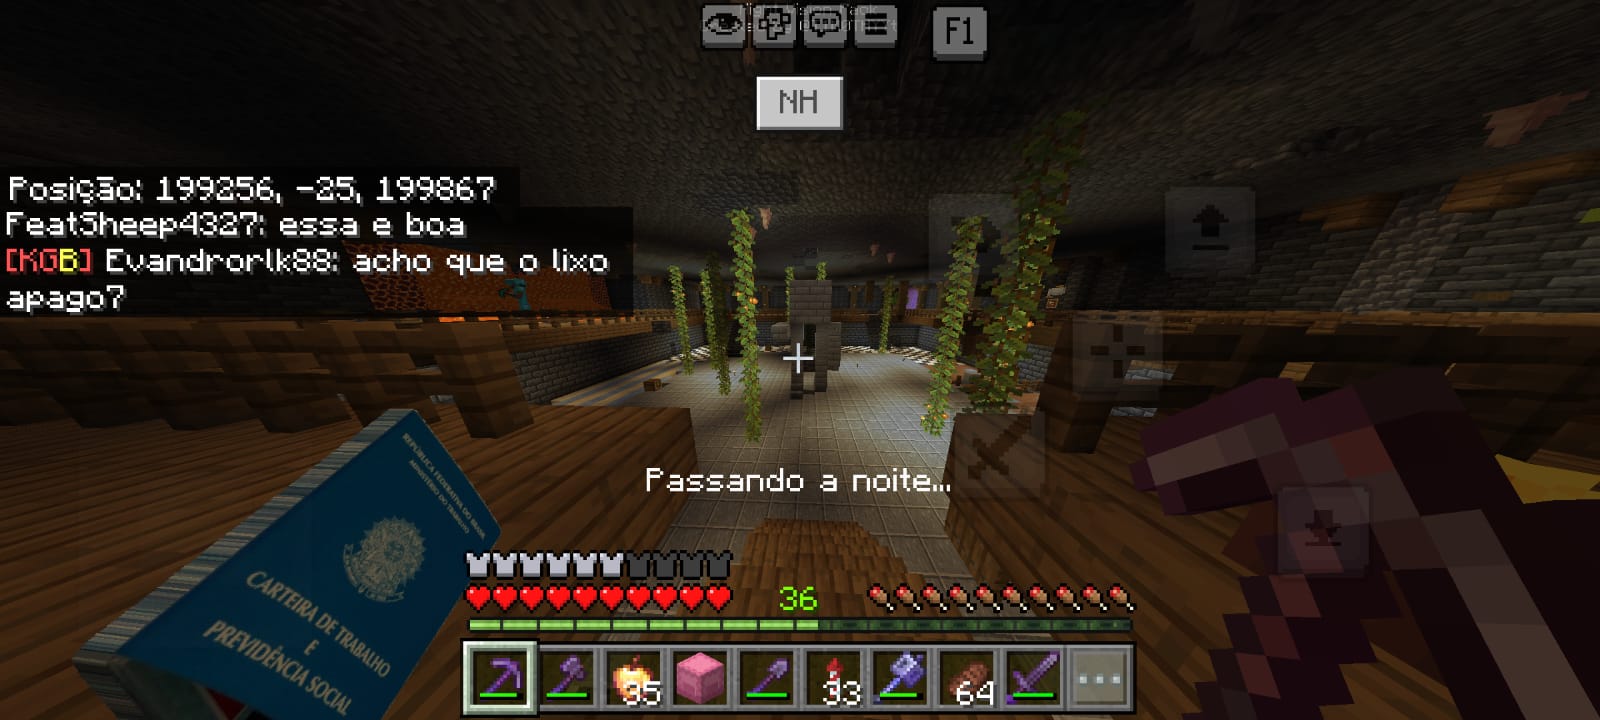 F1
NH
Posição: 199256, -25, 199867
FeatSheep4327: essa e boa
[KGB] Evandrorlk88: acho que o lixo
apago?
Passando a noite...
REPÚBLICA FEDERATIVA DO BRASIL
MINISTÉRIO DO TRABALHO
CARTEIRA DE TRABALHO
E
PREVIDÊNCIA SOCIAL
36
35
33
64